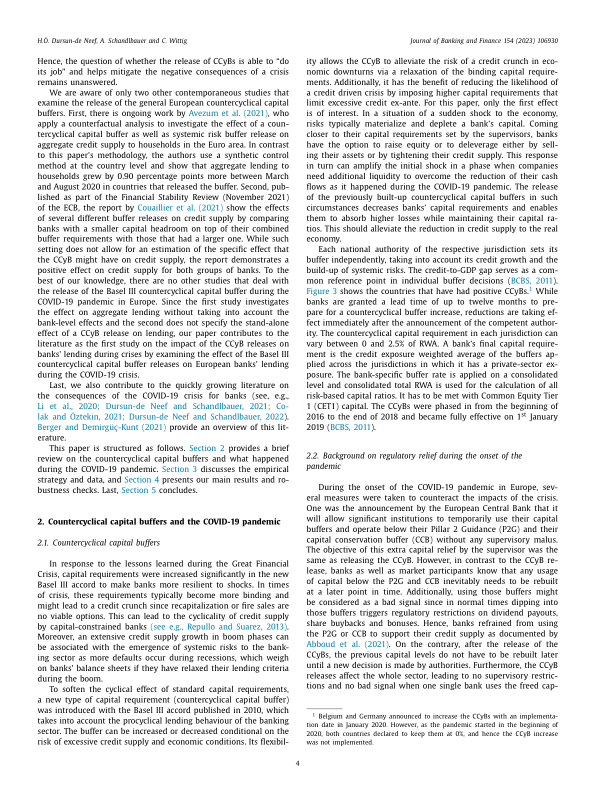 H.Ö. Dursun-de Neef, A. Schandlbauer and C. Wittig
Journal of Banking and Finance 154 (2023) 106930
Hence, the question of whether the release of CCyBs is able to “do
its job” and helps mitigate the negative consequences of a crisis
remains unanswered.
We are aware of only two other contemporaneous studies that
examine the release of the general European countercyclical capital
buffers. First, there is ongoing work by Avezum et al. (2021), who
apply a counterfactual analysis to investigate the effect of a coun-
tercyclical capital buffer as well as systemic risk buffer release on
aggregate credit supply to households in the Euro area. In contrast
to this paper's methodology, the authors use a synthetic control
method at the country level and show that aggregate lending to
households grew by 0.90 percentage points more between March
and August 2020 in countries that released the buffer. Second, pub-
lished as part of the Financial Stability Review (November 2021)
of the ECB, the report by Couaillier et al. (2021) show the effects
of several different buffer releases on credit supply by comparing
banks with a smaller capital headroom on top of their combined
buffer requirements with those that had a larger one. While such
setting does not allow for an estimation of the specific effect that
the CCyB might have on credit supply, the report demonstrates a
positive effect on credit supply for both groups of banks. To the
best of our knowledge, there are no other studies that deal with
the release of the Basel III countercyclical capital buffer during the
COVID-19 pandemic in Europe. Since the first study investigates
the effect on aggregate lending without taking into account the
bank-level effects and the second does not specify the stand-alone
effect of a CCyB release on lending, our paper contributes to the
literature as the first study on the impact of the CCyB releases on
banks' lending during crises by examining the effect of the Basel III
countercyclical capital buffer releases on European banks' lending
during the COVID-19 crisis.
Last, we also contribute to the quickly growing literature on
the consequences of the COVID-19 crisis for banks (see, e.g.,
Li et al., 2020; Dursun-de Neef and Schandlbauer, 2021; Co-
lak and Öztekin, 2021; Dursun-de Neef and Schandlbauer, 2022).
Berger and Demirgüç-Kunt (2021) provide an overview of this lit-
erature.
This paper is structured as follows. Section 2 provides a brief
review on the countercyclical capital buffers and what happened
during the COVID-19 pandemic. Section 3 discusses the empirical
strategy and data, and Section 4 presents our main results and ro-
bustness checks. Last, Section 5 concludes.
2. Countercyclical capital buffers and the COVID-19 pandemic
2.1. Countercyclical capital buffers
In response to the lessons learned during the Great Financial
Crisis, capital requirements were increased significantly in the new
Basel III accord to make banks more resilient to shocks. In times
of crisis, these requirements typically become more binding and
might lead to a credit crunch since recapitalization or fire sales are
no viable options. This can lead to the cyclicality of credit supply
by capital-constrained banks (see e.g., Repullo and Suarez, 2013).
Moreover, an extensive credit supply growth in boom phases can
be associated with the emergence of systemic risks to the bank-
ing sector as more defaults occur during recessions, which weigh
on banks' balance sheets if they have relaxed their lending criteria
during the boom.
To soften the cyclical effect of standard capital requirements,
a new type of capital requirement (countercyclical capital buffer)
was introduced with the Basel III accord published in 2010, which
takes into account the procyclical lending behaviour of the banking
sector. The buffer can be increased or decreased conditional on the
risk of excessive credit supply and economic conditions. Its flexibil-
ity allows the CCyB to alleviate the risk of a credit crunch in eco-
nomic downturns via a relaxation of the binding capital require-
ments. Additionally, it has the benefit of reducing the likelihood of
a credit driven crisis by imposing higher capital requirements that
limit excessive credit ex-ante. For this paper, only the first effect
is of interest. In a situation of a sudden shock to the economy,
risks typically materialize and deplete a bank's capital. Coming
closer to their capital requirements set by the supervisors, banks
have the option to raise equity or to deleverage either by sell-
ing their assets or by tightening their credit supply. This response
in turn can amplify the initial shock in a phase when companies
need additional liquidity to overcome the reduction of their cash
flows as it happened during the COVID-19 pandemic. The release
of the previously built-up countercyclical capital buffers in such
circumstances decreases banks' capital requirements and enables
them to absorb higher losses while maintaining their capital ra-
tios. This should alleviate the reduction in credit supply to the real
economy.
Each national authority of the respective jurisdiction sets its
buffer independently, taking into account its credit growth and the
build-up of systemic risks. The credit-to-GDP gap serves as a com-
mon reference point in individual buffer decisions (BCBS, 2011).
Figure 3 shows the countries that have had positive CCyBs.1 While
banks are granted a lead time of up to twelve months to pre-
pare for a countercyclical buffer increase, reductions are taking ef-
fect immediately after the announcement of the competent author-
ity. The countercyclical capital requirement in each jurisdiction can
vary between 0 and 2.5% of RWA. A bank's final capital require-
ment is the credit exposure weighted average of the buffers ap-
plied across the jurisdictions in which it has a private-sector ex-
posure. The bank-specific buffer rate is applied on a consolidated
level and consolidated total RWA is used for the calculation of all
risk-based capital ratios. It has to be met with Common Equity Tier
1 (CET1) capital. The CCyBs were phased in from the beginning of
2016 to the end of 2018 and became fully effective on 1st January
2019 (BCBS, 2011).
2.2. Background on regulatory relief during the onset of the
pandemic
During the onset of the COVID-19 pandemic in Europe, sev-
eral measures were taken to counteract the impacts of the crisis.
One was the announcement by the European Central Bank that it
will allow significant institutions to temporarily use their capital
buffers and operate below their Pillar 2 Guidance (P2G) and their
capital conservation buffer (CCB) without any supervisory malus.
The objective of this extra capital relief by the supervisor was the
same as releasing the CCyB. However, in contrast to the CCyB re-
lease, banks as well as market participants know that any usage
of capital below the P2G and CCB inevitably needs to be rebuilt
at a later point in time. Additionally, using those buffers might
be considered as a bad signal since in normal times dipping into
those buffers triggers regulatory restrictions on dividend payouts,
share buybacks and bonuses. Hence, banks refrained from using
the P2G or CCB to support their credit supply as documented by
Abboud et al. (2021). On the contrary, after the release of the
CCyBs, the previous capital levels do not have to be rebuilt later
until a new decision is made by authorities. Furthermore, the CCyB
releases affect the whole sector, leading to no supervisory restric-
tions and no bad signal when one single bank uses the freed cap-
1 Belgium and Germany announced to increase the CCyBs with an implementa-
tion date in January 2020. However, as the pandemic started in the beginning of
2020, both countries declared to keep them at 0%, and hence the CCyB increase
was not implemented.
4